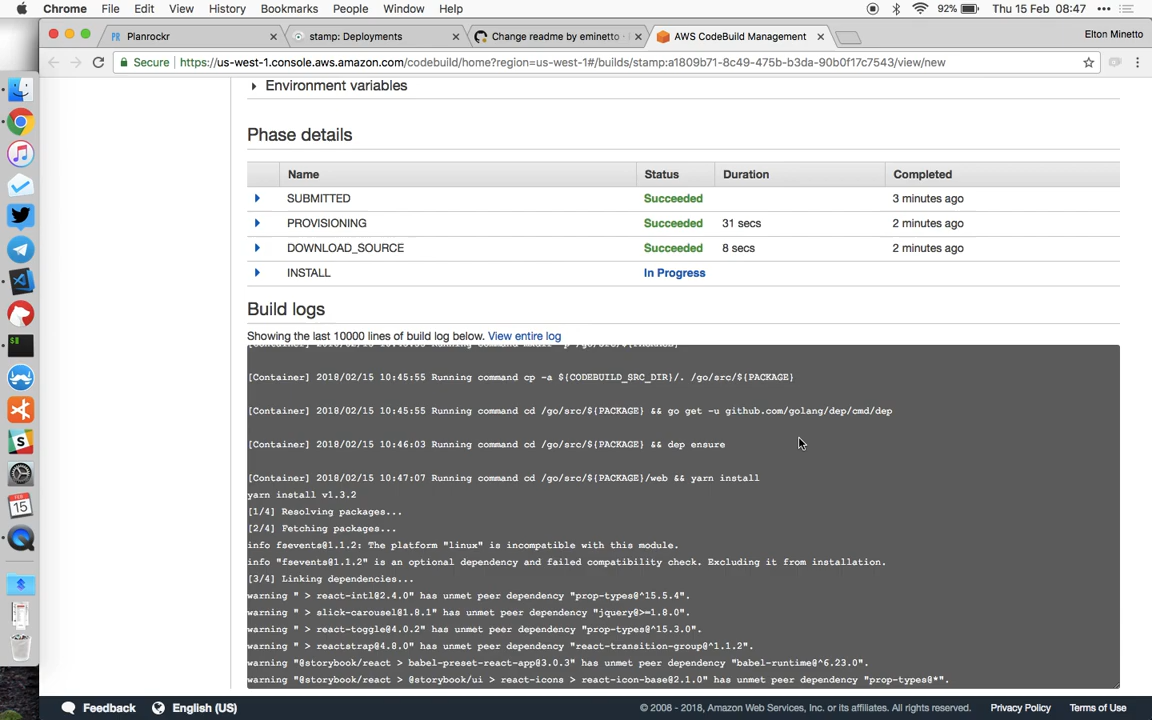 Chrome File Edit View History Bookmarks People Window Help 92% Thu 15 Feb 08:47
PR Planrockr stamp: Deployments Change readme by eminetto · AWS CodeBuild Management Elton Minetto
Secure https://us-west-1.console.aws.amazon.com/codebuild/home?region=us-west-1#/builds/stamp:a1809b71-8c49-475b-b3da-90b0f17c7543/view/new
Environment variables
Phase details
Name Status Duration Completed
SUBMITTED Succeeded 3 minutes ago
PROVISIONING Succeeded 31 secs 2 minutes ago
DOWNLOAD_SOURCE Succeeded 8 secs 2 minutes ago
INSTALL In Progress
Build logs
Showing the last 10000 lines of build log below. View entire log
[Container] 2018/02/15 10:45:55 Running command cp -a ${CODEBUILD_SRC_DIR}/. /go/src/${PACKAGE}
[Container] 2018/02/15 10:45:55 Running command cd /go/src/${PACKAGE} && go get -u github.com/golang/dep/cmd/dep
[Container] 2018/02/15 10:46:03 Running command cd /go/src/${PACKAGE} && dep ensure
[Container] 2018/02/15 10:47:07 Running command cd /go/src/${PACKAGE}/web && yarn install
yarn install v1.3.2
[1/4] Resolving packages...
[2/4] Fetching packages...
info fsevents@1.1.2: The platform "linux" is incompatible with this module.
info "fsevents@1.1.2" is an optional dependency and failed compatibility check. Excluding it from installation.
[3/4] Linking dependencies...
warning " > react-intl@2.4.0" has unmet peer dependency "prop-types@^15.5.4".
warning " > slick-carousel@1.8.1" has unmet peer dependency "jquery@>=1.8.0".
warning " > react-toggle@4.0.2" has unmet peer dependency "prop-types@^15.3.0".
warning " > reactstrap@4.8.0" has unmet peer dependency "react-transition-group@^1.1.2".
warning "@storybook/react > babel-preset-react-app@3.0.3" has unmet peer dependency "babel-runtime@^6.23.0".
warning "@storybook/react > @storybook/ui > react-icons > react-icon-base@2.1.0" has unmet peer dependency "prop-types@*".
Feedback English (US) © 2008 - 2018, Amazon Web Services, Inc. or its affiliates. All rights reserved. Privacy Policy Terms of Use